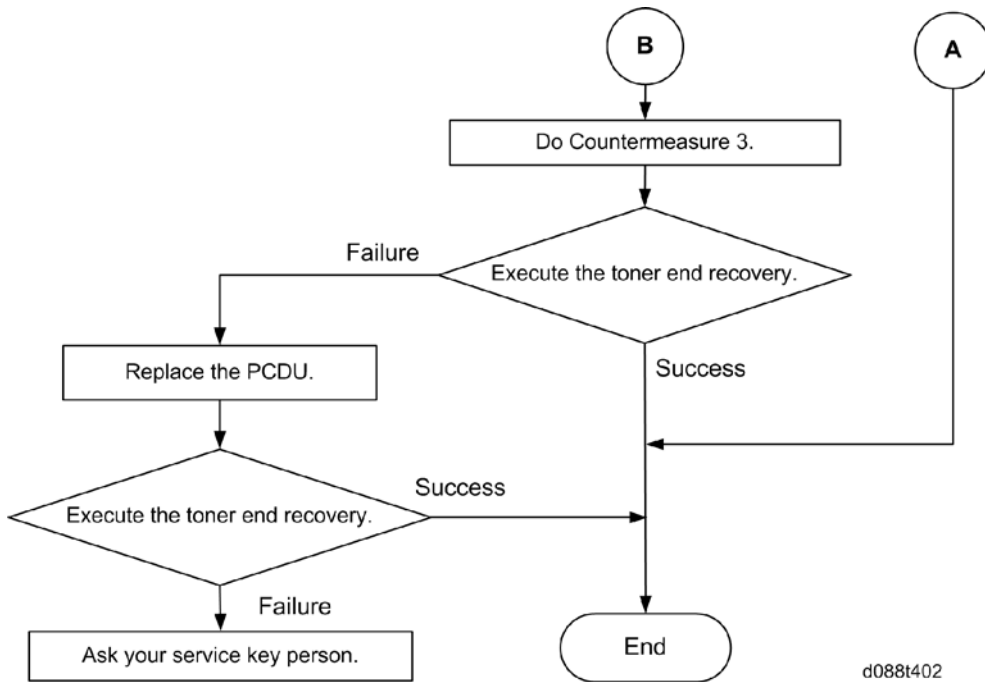 B
A
Do Countermeasure 3.
Failure
Execute the toner end recovery.
Replace the PCDU.
Success
Success
Execute the toner end recovery.
Failure
Ask your service key person.
End
d088t402